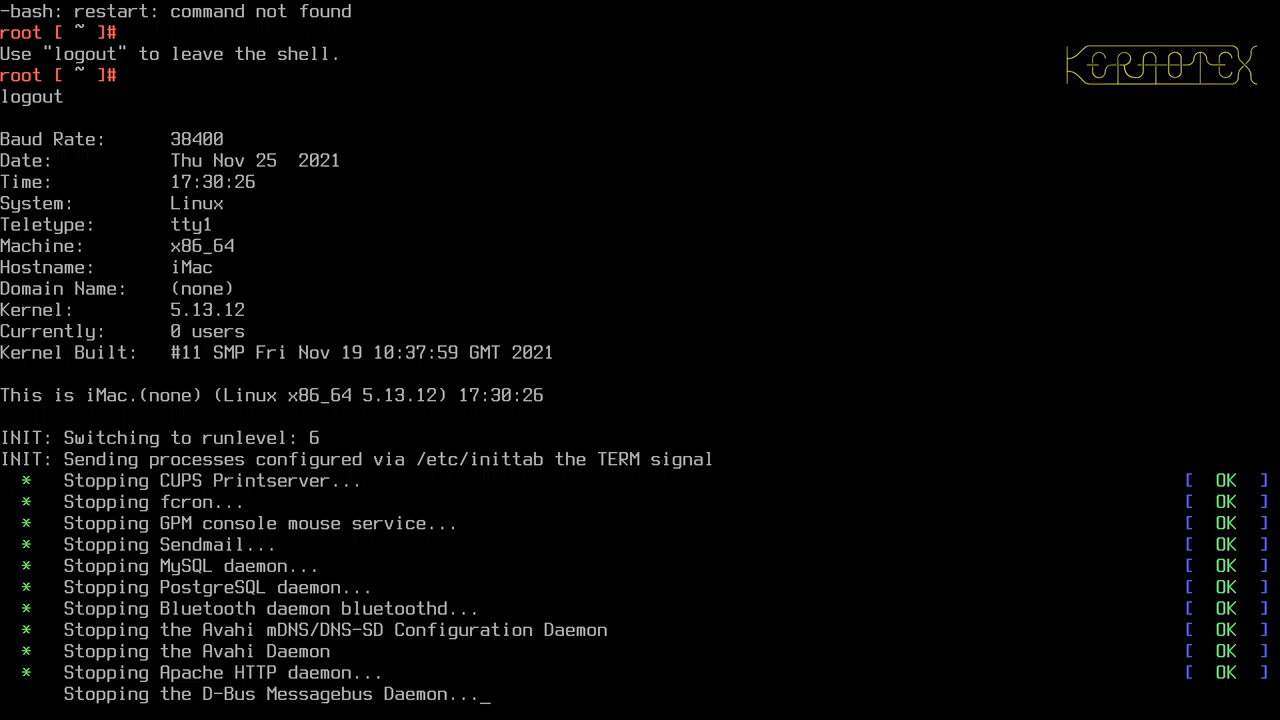 -bash: restart: command not found
root [ ~ ]#
Use "logout" to leave the shell.
root [ ~ ]#
logout
KERNOTEX
Baud Rate: 38400
Date: Thu Nov 25  2021
Time: 17:30:26
System: Linux
Teletype: tty1
Machine: x86_64
Hostname: iMac
Domain Name: (none)
Kernel: 5.13.12
Currently: 0 users
Kernel Built: #11 SMP Fri Nov 19 10:37:59 GMT 2021
This is iMac.(none) (Linux x86_64 5.13.12) 17:30:26
INIT: Switching to runlevel: 6
INIT: Sending processes configured via /etc/inittab the TERM signal
* Stopping CUPS Printserver... [ OK ]
* Stopping fcron... [ OK ]
* Stopping GPM console mouse service... [ OK ]
* Stopping Sendmail... [ OK ]
* Stopping MySQL daemon... [ OK ]
* Stopping PostgreSQL daemon... [ OK ]
* Stopping Bluetooth daemon bluetoothd... [ OK ]
* Stopping the Avahi mDNS/DNS-SD Configuration Daemon [ OK ]
* Stopping the Avahi Daemon [ OK ]
* Stopping Apache HTTP daemon... [ OK ]
Stopping the D-Bus Messagebus Daemon..._